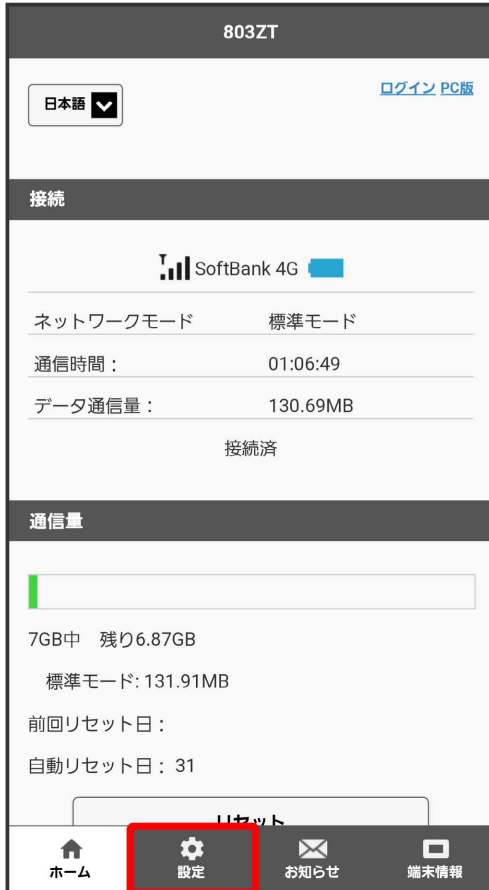 803ZT
日本語
ログイン PC版
接続
SoftBank 4G
ネットワークモード 標準モード
通信時間： 01:06:49
データ通信量： 130.69MB
接続済
通信量
7GB中 残り6.87GB
標準モード: 131.91MB
前回リセット日：
自動リセット日： 31
リセット
ホーム 設定 お知らせ 端末情報